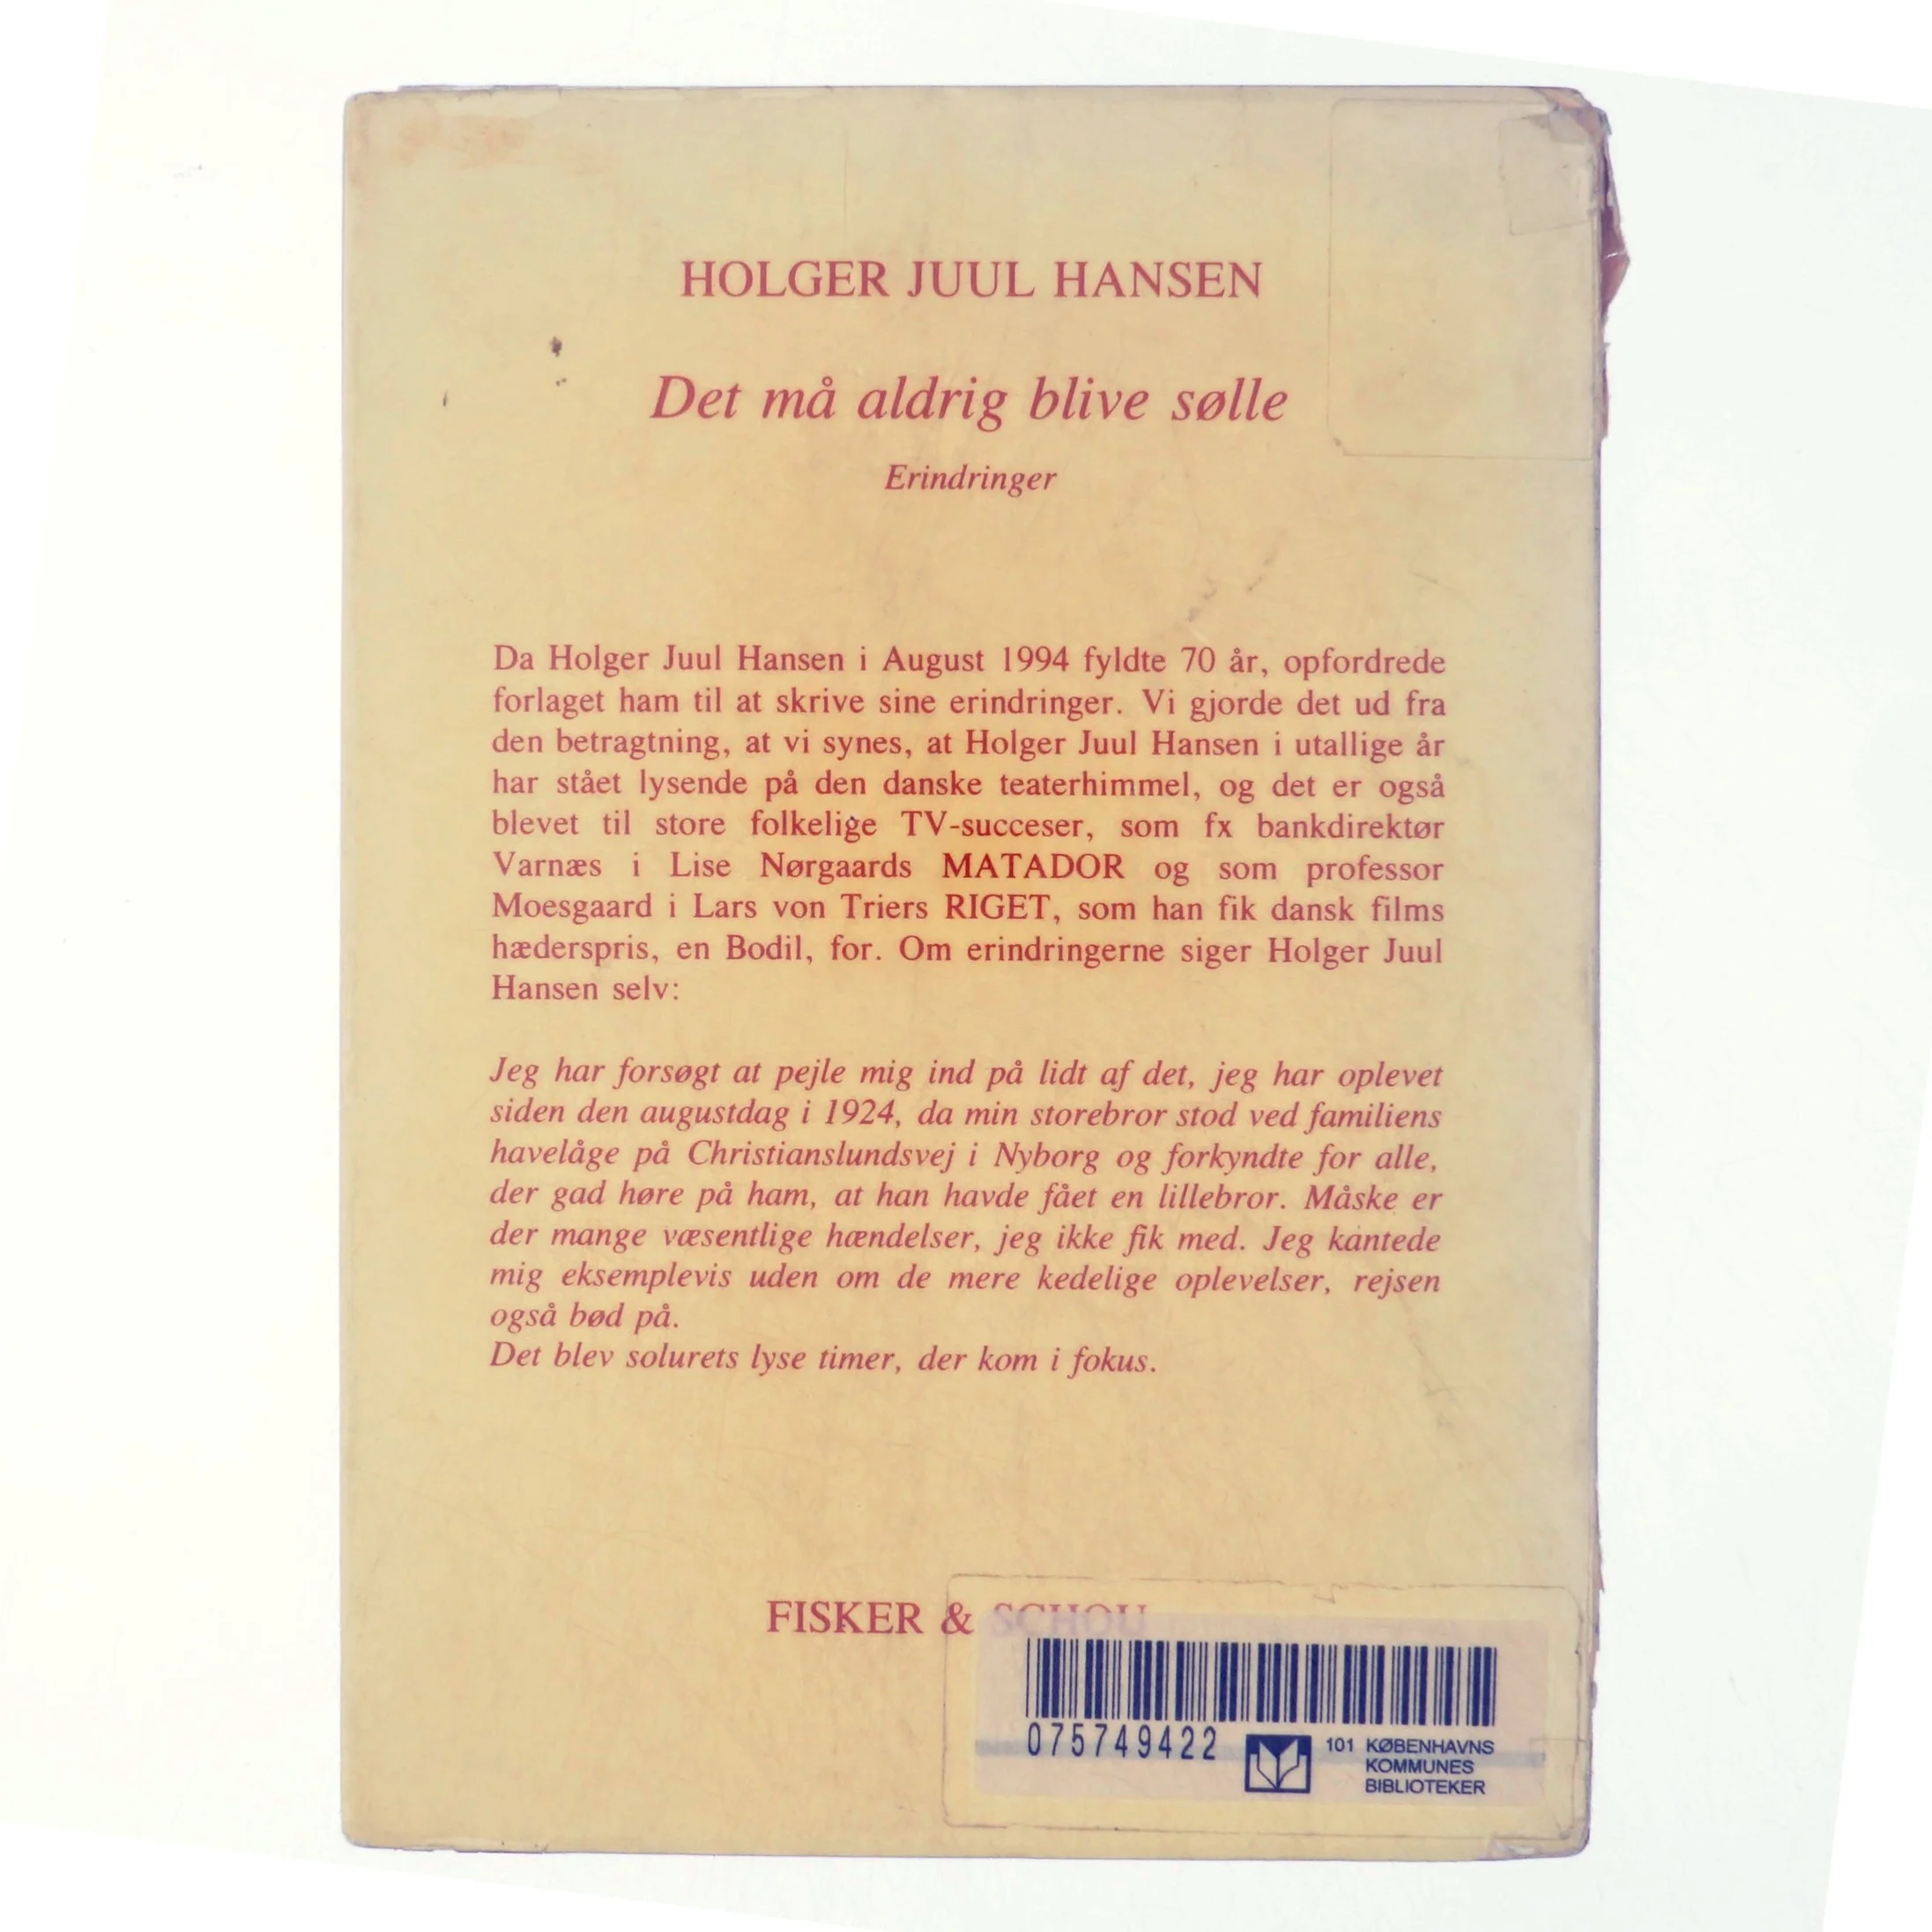 HOLGER JUUL HANSEN
Det må aldrig blive sølle
Erindringer
Da Holger Juul Hansen i August 1994 fyldte 70 år, opfordrede
forlaget ham til at skrive sine erindringer. Vi gjorde det ud fra
den betragtning, at vi synes, at Holger Juul Hansen i utallige år
har stået lysende på den danske teaterhimmel, og det er også
blevet til store folkelige TV-succeser, som fx bankdirektør
Varnæs i Lise Nørgaards MATADOR og som professor
Moesgaard i Lars von Triers RIGET, som han fik dansk films
hæderspris, en Bodil, for. Om erindringerne siger Holger Juul
Hansen selv:
Jeg har forsøgt at pejle mig ind på lidt af det, jeg har oplevet
siden den augustdag i 1924, da min storebror stod ved familiens
havelåge på Christianslundsvej i Nyborg og forkyndte for alle,
der gad høre på ham, at han havde fået en lillebror. Måske er
der mange væsentlige hændelser, jeg ikke fik med. Jeg kantede
mig eksemplevis uden om de mere kedelige oplevelser, rejsen
også bød på.
Det blev solurets lyse timer, der kom i fokus.
FISKER & SCHOU
075749422
101 KØBENHAVNS
KOMMUNES
BIBLIOTEKER